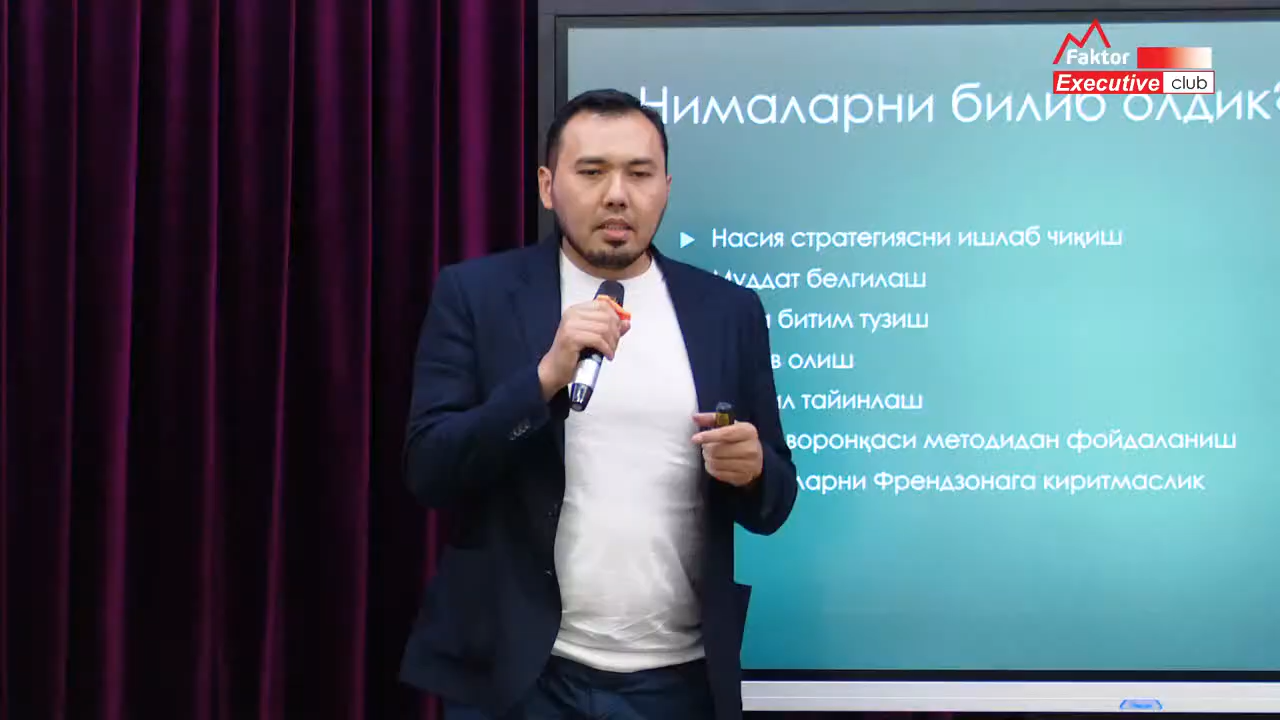 Faktor
Executive club
Нималарни билиб олдик?
Насия стратегиясни ишлаб чиқиш
Муддат белгилаш
битим тузиш
олиш
тайинлаш
воронқаси методидан фойдаланиш
Френдзонага киритмаслик